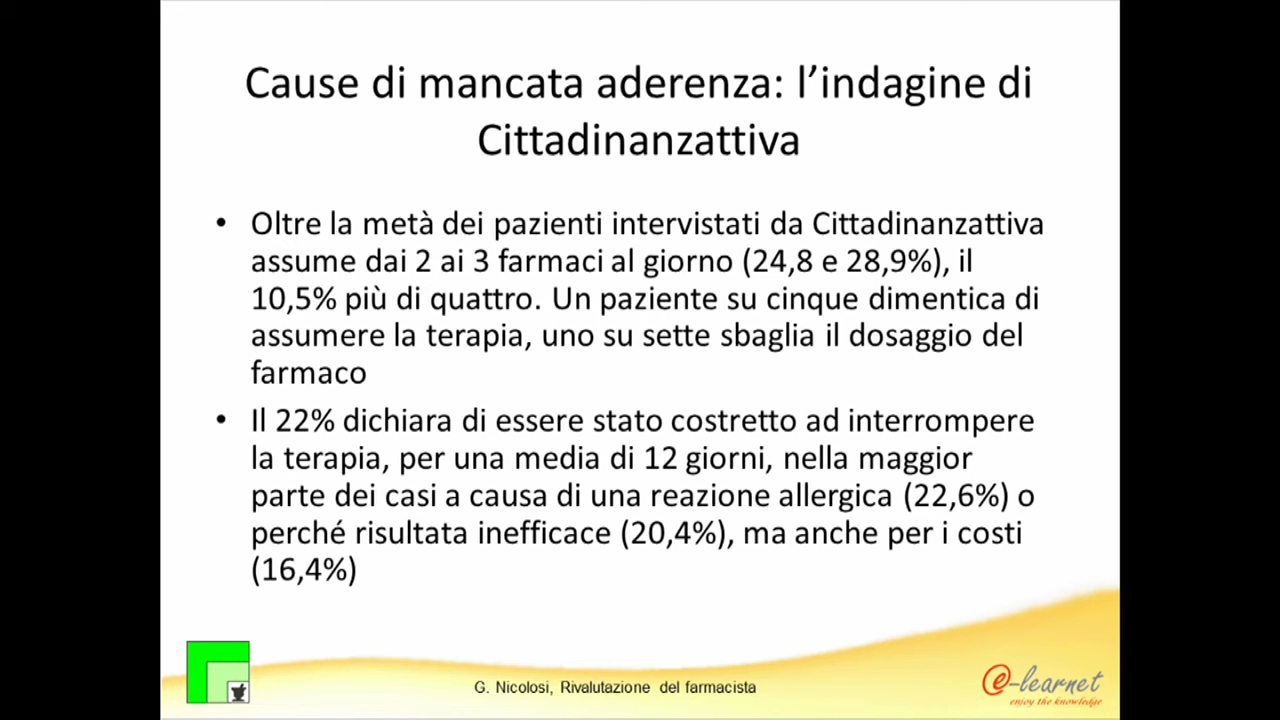 Cause di mancata aderenza: l’indagine di
Cittadinanzattiva
• Oltre la metà dei pazienti intervistati da Cittadinanzattiva
assume dai 2 ai 3 farmaci al giorno (24,8 e 28,9%), il
10,5% più di quattro. Un paziente su cinque dimentica di
assumere la terapia, uno su sette sbaglia il dosaggio del
farmaco
• Il 22% dichiara di essere stato costretto ad interrompere
la terapia, per una media di 12 giorni, nella maggior
parte dei casi a causa di una reazione allergica (22,6%) o
perché risultata inefficace (20,4%), ma anche per i costi
(16,4%)
G. Nicolosi, Rivalutazione del farmacista
e-learnet
enjoy the knowledge